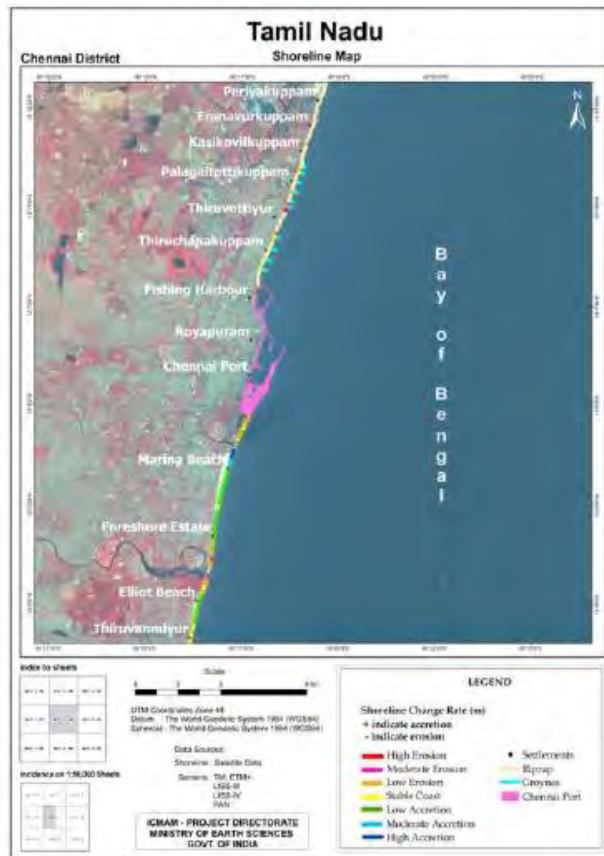 Tamil Nadu
Chennai District
Shoreline Map
N
Periyakuppam
Eranavurkuppam
Kasikovilkuppam
Palagaitottikuppam
Thiruvottiyur
Thiruchanakuppam
Fishing Harbour
Royapuram
Chennai Port
Marina Beach
Foreshore Estate
Elliot Beach
Thiruvanmiyur
Bay of Bengal
Index to sheets
Scale
UTM Coordinates Zone 44
Datum : The World Geodetic System 1984 (WGS84)
Spheroid : The World Geodetic System 1984 (WGS84)
Data Sources:
Shoreline : Satellite Data
Sensors : TM, ETM+
LISS-III
LISS-IV
PAN
Incidence on 1:50,000 Sheets
ICMAM - PROJECT DIRECTORATE
MINISTRY OF EARTH SCIENCES
GOVT OF INDIA
LEGEND
Shoreline Change Rate (m)
+ indicate accretion
- indicate erosion
High Erosion
Moderate Erosion
Low Erosion
Stable Coast
Low Accretion
Moderate Accretion
High Accretion
Settlements
Riprap
Groynes
Chennai Port